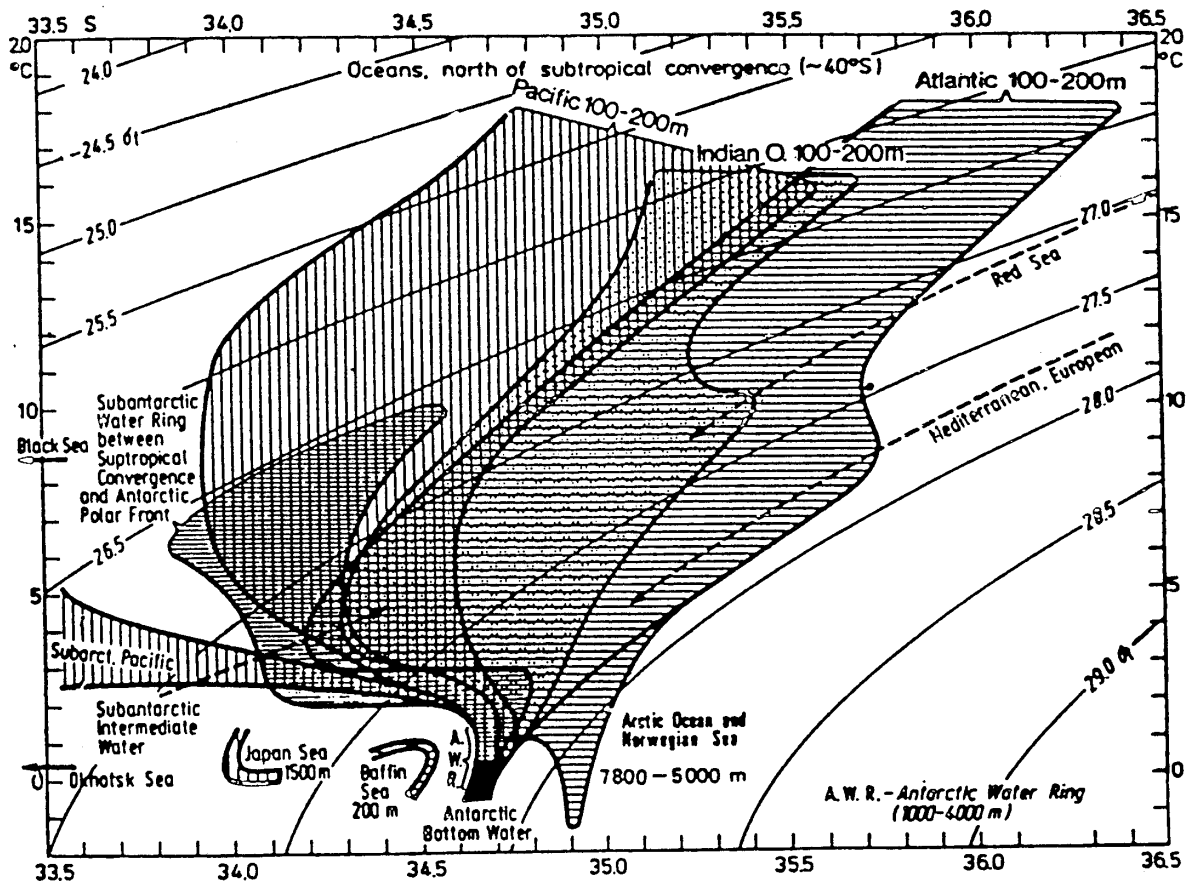 33.5 S 34.0 34.5 35.0 35.5 36.0 36.5
20 20
°C °C
24.0
Oceans, north of subtropical convergence (~40°S)
Atlantic 100-200m
Pacific 100-200m
-24.5 σt
Indian O. 100-200m
15 15
25.0
27.0
Red Sea
25.5
27.5
Mediterranean, European
10 10
28.0
Subantarctic
Water Ring
between
Suptropical
Convergence
and Antarctic
Polar Front
Black Sea
26.5
28.5
5 5
Subarct. Pacific
29.0 σt
Subantarctic
Intermediate
Water
Japan Sea
1500m
Baffin
Sea
200 m
A.
W.
R.
Arctic Ocean and
Norwegian Sea
7800-5000 m
0 0
Okhotsk Sea
Antarctic
Bottom Water
A.W.R.-Antarctic Water Ring
(1000-4000 m)
33.5 34.0 34.5 35.0 35.5 36.0 36.5